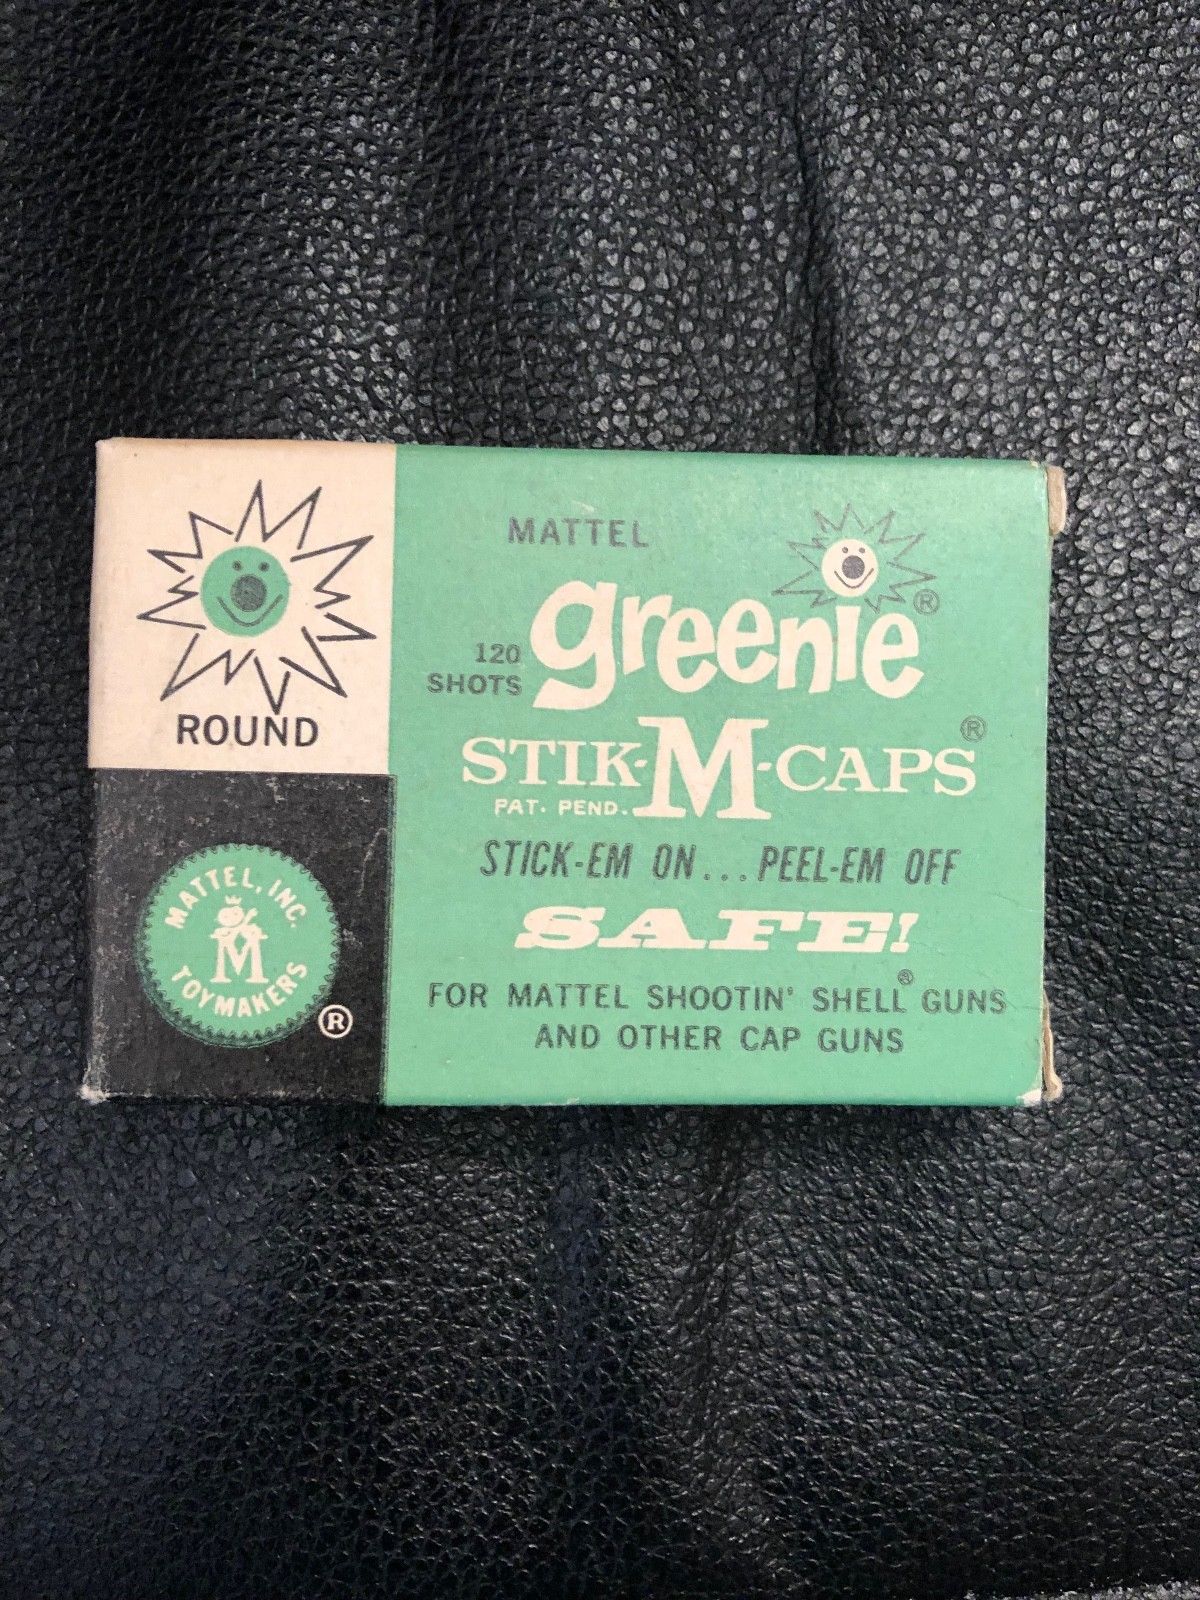 ROUND
MATTEL, INC.
M
TOYMAKERS
®
MATTEL
greenie ®
120
SHOTS
STIK-M-CAPS ®
PAT. PEND.
STICK-EM ON... PEEL-EM OFF
SAFE!
FOR MATTEL SHOOTIN' SHELL® GUNS
AND OTHER CAP GUNS